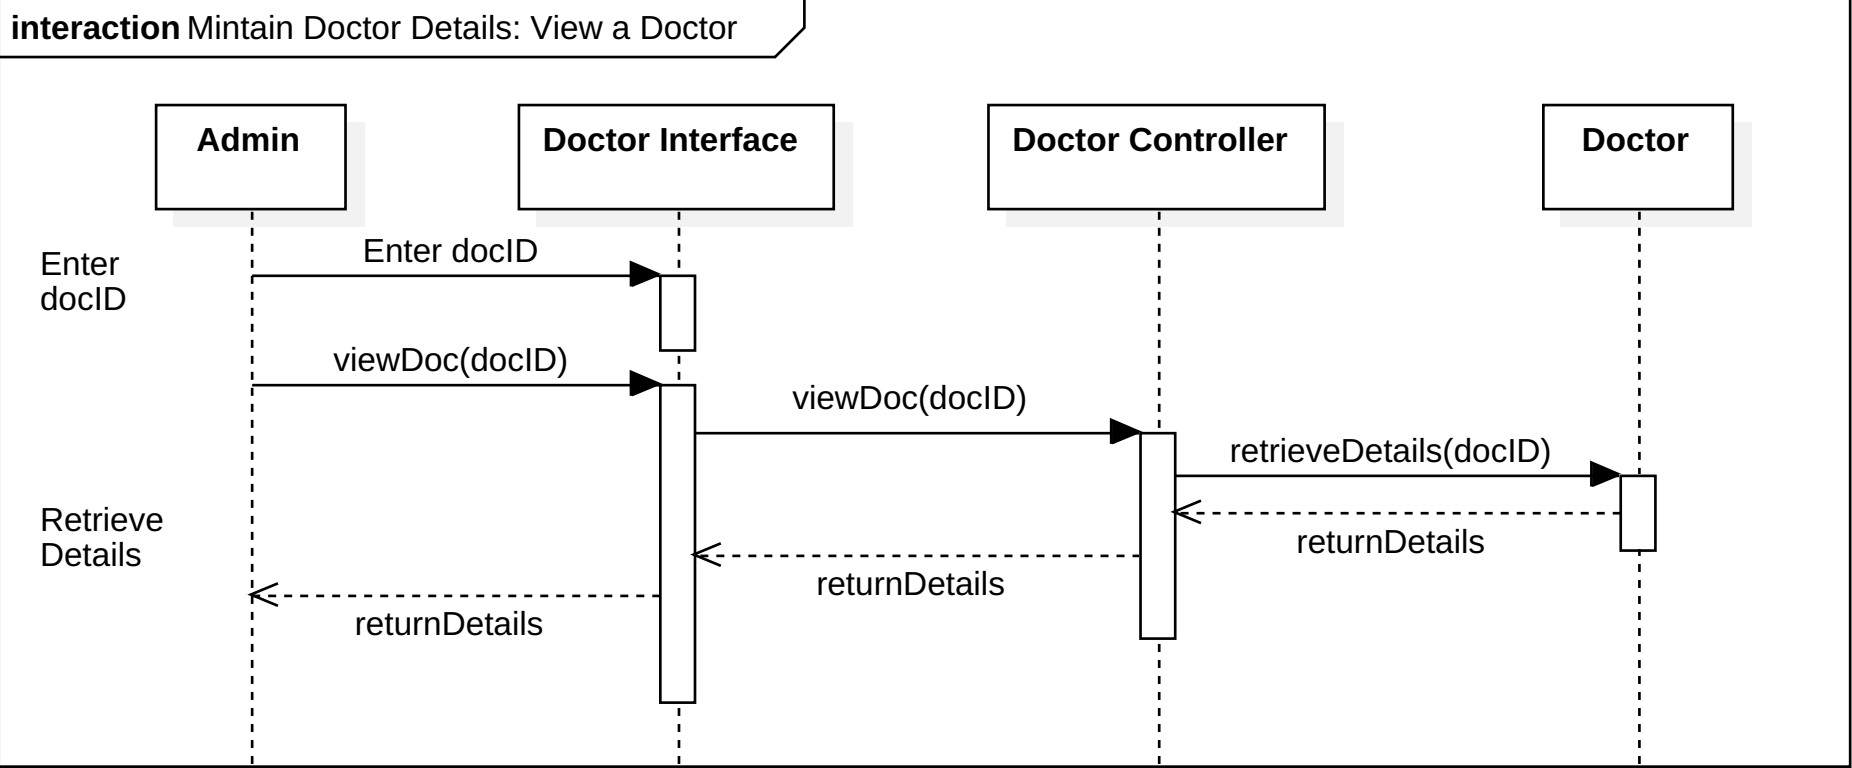 interaction Mintain Doctor Details: View a Doctor
Admin
Doctor Interface
Doctor Controller
Doctor
Enter docID
Enter
docID
viewDoc(docID)
viewDoc(docID)
retrieveDetails(docID)
Retrieve
Details
returnDetails
returnDetails
returnDetails